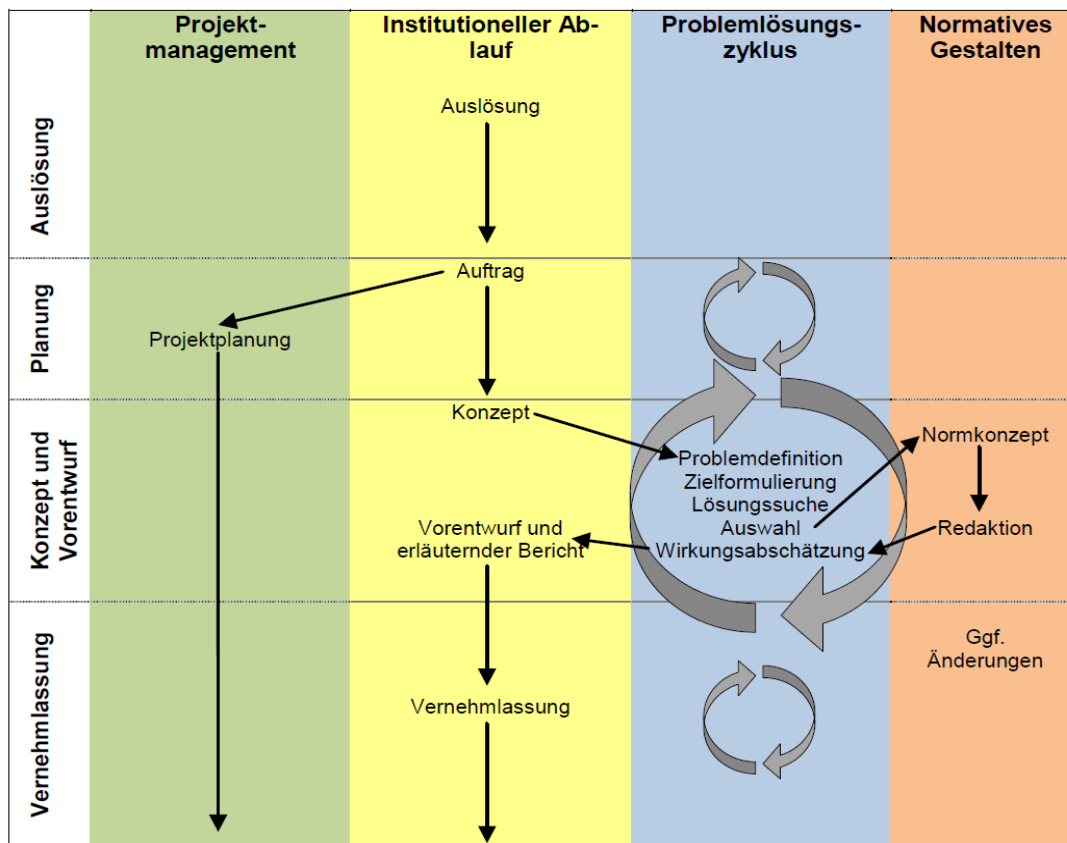 Projekt-
management
Institutioneller Ab-
lauf
Problemlösungs-
zyklus
Normatives
Gestalten
Auslösung
Auslösung
Planung
Auftrag
Projektplanung
Konzept und
Vorentwurf
Konzept
Problemdefinition
Zielformulierung
Lösungssuche
Auswahl
Wirkungsabschätzung
Normkonzept
Redaktion
Vorentwurf und
erläuternder Bericht
Vernehmlassung
Vernehmlassung
Ggf.
Änderungen